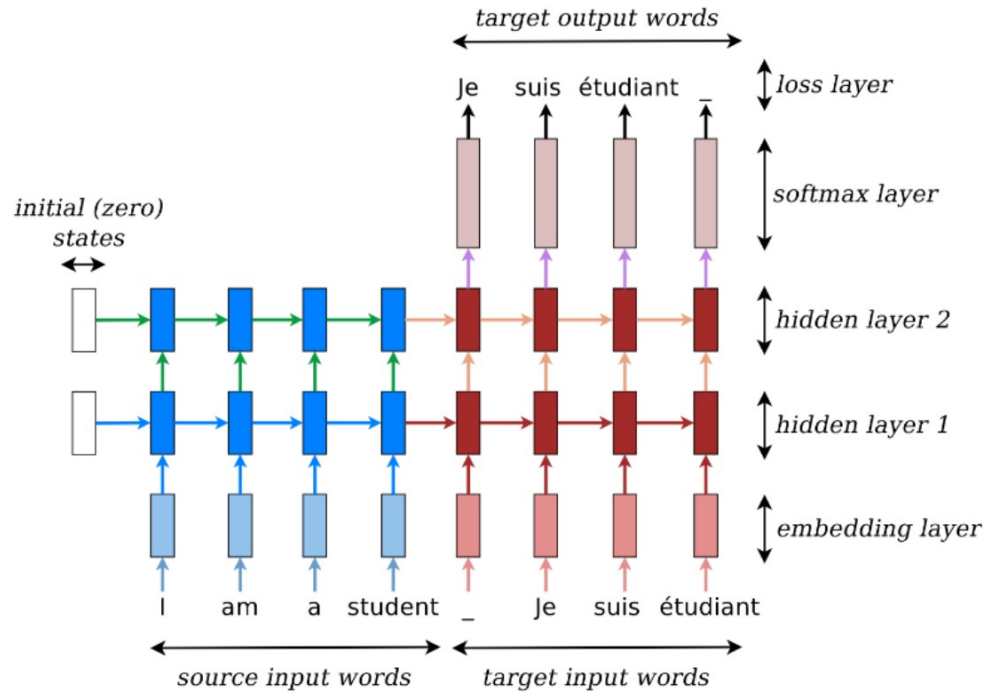 target output words
Je suis étudiant _
loss layer
softmax layer
initial (zero)
states
hidden layer 2
hidden layer 1
embedding layer
I am a student _ Je suis étudiant
source input words target input words